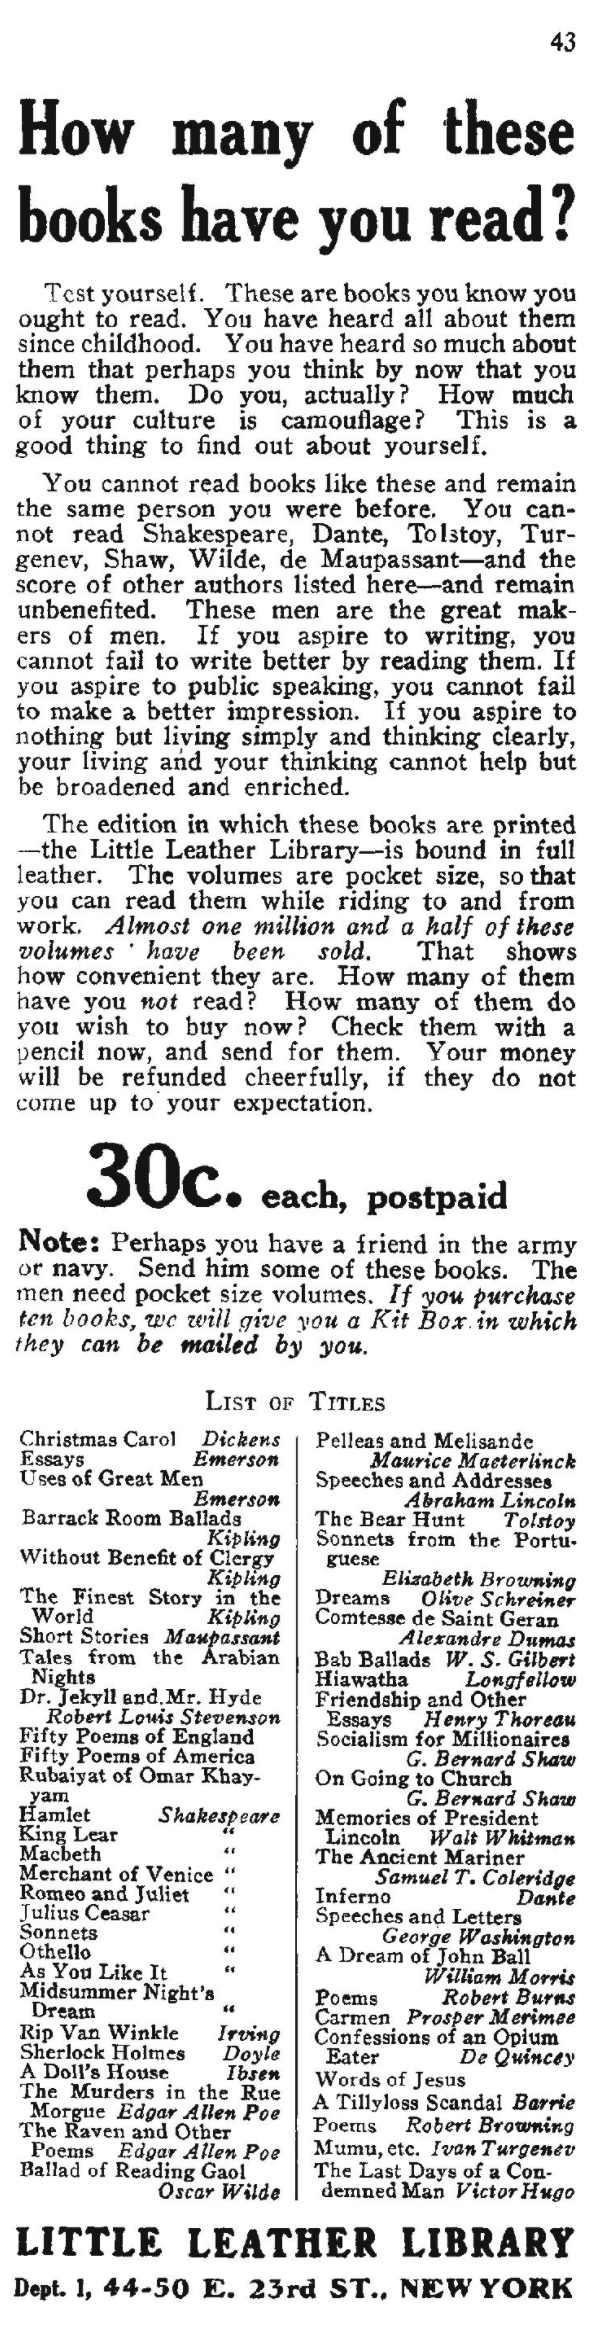 43
How many of these
books have you read?
Test yourself. These are books you know you
ought to read. You have heard all about them
since childhood. You have heard so much about
them that perhaps you think by now that you
know them. Do you, actually? How much
of your culture is camouflage? This is a
good thing to find out about yourself.
You cannot read books like these and remain
the same person you were before. You can-
not read Shakespeare, Dante, Tolstoy, Tur-
genev, Shaw, Wilde, de Maupassant—and the
score of other authors listed here—and remain
unbenefited. These men are the great mak-
ers of men. If you aspire to writing, you
cannot fail to write better by reading them. If
you aspire to public speaking, you cannot fail
to make a better impression. If you aspire to
nothing but living simply and thinking clearly,
your living and your thinking cannot help but
be broadened and enriched.
The edition in which these books are printed
—the Little Leather Library—is bound in full
leather. The volumes are pocket size, so that
you can read them while riding to and from
work. Almost one million and a half of these
volumes have been sold. That shows
how convenient they are. How many of them
have you not read? How many of them do
you wish to buy now? Check them with a
pencil now, and send for them. Your money
will be refunded cheerfully, if they do not
come up to your expectation.
30c. each, postpaid
Note: Perhaps you have a friend in the army
or navy. Send him some of these books. The
men need pocket size volumes. If you purchase
ten books, we will give you a Kit Box in which
they can be mailed by you.
LIST OF TITLES
Christmas Carol Dickens
Essays Emerson
Uses of Great Men
Emerson
Barrack Room Ballads
Kipling
Without Benefit of Clergy
Kipling
The Finest Story in the
World Kipling
Short Stories Maupassant
Tales from the Arabian
Nights
Dr. Jekyll and Mr. Hyde
Robert Louis Stevenson
Fifty Poems of England
Fifty Poems of America
Rubaiyat of Omar Khay-
yam
Hamlet Shakespeare
King Lear "
Macbeth "
Merchant of Venice "
Romeo and Juliet "
Julius Ceasar "
Sonnets "
Othello "
As You Like It "
Midsummer Night's
Dream "
Rip Van Winkle Irving
Sherlock Holmes Doyle
A Doll's House Ibsen
The Murders in the Rue
Morgue Edgar Allen Poe
The Raven and Other
Poems Edgar Allen Poe
Ballad of Reading Gaol
Oscar Wilde
Pelleas and Melisande
Maurice Maeterlinck
Speeches and Addresses
Abraham Lincoln
The Bear Hunt Tolstoy
Sonnets from the Portu-
guese
Elizabeth Browning
Dreams Olive Schreiner
Comtesse de Saint Geran
Alexandre Dumas
Bab Ballads W. S. Gilbert
Hiawatha Longfellow
Friendship and Other
Essays Henry Thoreau
Socialism for Millionaires
G. Bernard Shaw
On Going to Church
G. Bernard Shaw
Memories of President
Lincoln Walt Whitman
The Ancient Mariner
Samuel T. Coleridge
Inferno Dante
Speeches and Letters
George Washington
A Dream of John Ball
William Morris
Poems Robert Burns
Carmen Prosper Merimee
Confessions of an Opium
Eater De Quincey
Words of Jesus
A Tillyloss Scandal Barrie
Poems Robert Browning
Mumu, etc. Ivan Turgenev
The Last Days of a Con-
demned Man Victor Hugo
LITTLE LEATHER LIBRARY
Dept. 1, 44-50 E. 23rd ST., NEW YORK